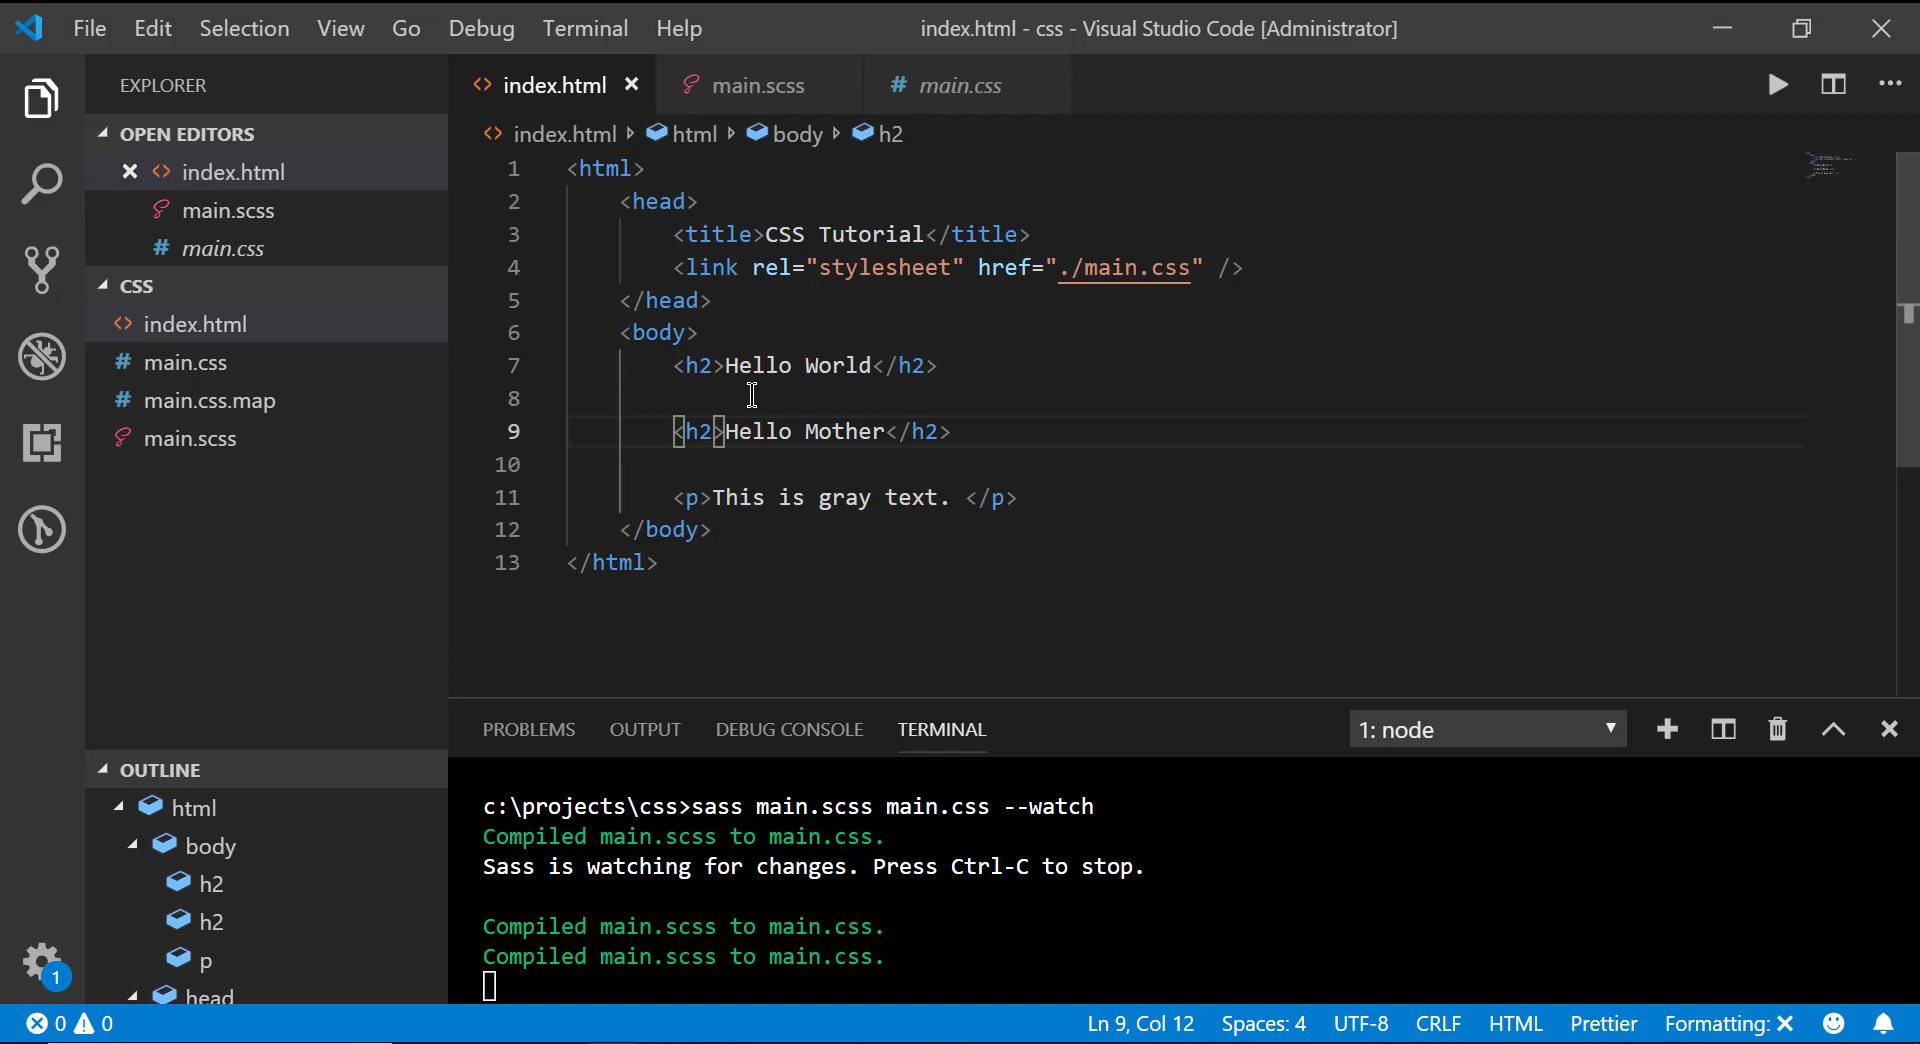 File Edit Selection View Go Debug Terminal Help index.html - css - Visual Studio Code [Administrator]
EXPLORER
OPEN EDITORS
index.html
main.scss
main.css
CSS
index.html
main.css
main.css.map
main.scss
OUTLINE
html
body
h2
h2
p
head
1
index.html main.scss main.css
index.html html body h2
1 <html>
2 <head>
3 <title>CSS Tutorial</title>
4 <link rel="stylesheet" href="./main.css" />
5 </head>
6 <body>
7 <h2>Hello World</h2>
8
9 <h2>Hello Mother</h2>
10
11 <p>This is gray text. </p>
12 </body>
13 </html>
PROBLEMS OUTPUT DEBUG CONSOLE TERMINAL 1: node
c:\projects\css>sass main.scss main.css --watch
Compiled main.scss to main.css.
Sass is watching for changes. Press Ctrl-C to stop.
Compiled main.scss to main.css.
Compiled main.scss to main.css.
0 0 Ln 9, Col 12 Spaces: 4 UTF-8 CRLF HTML Prettier Formatting: ✕